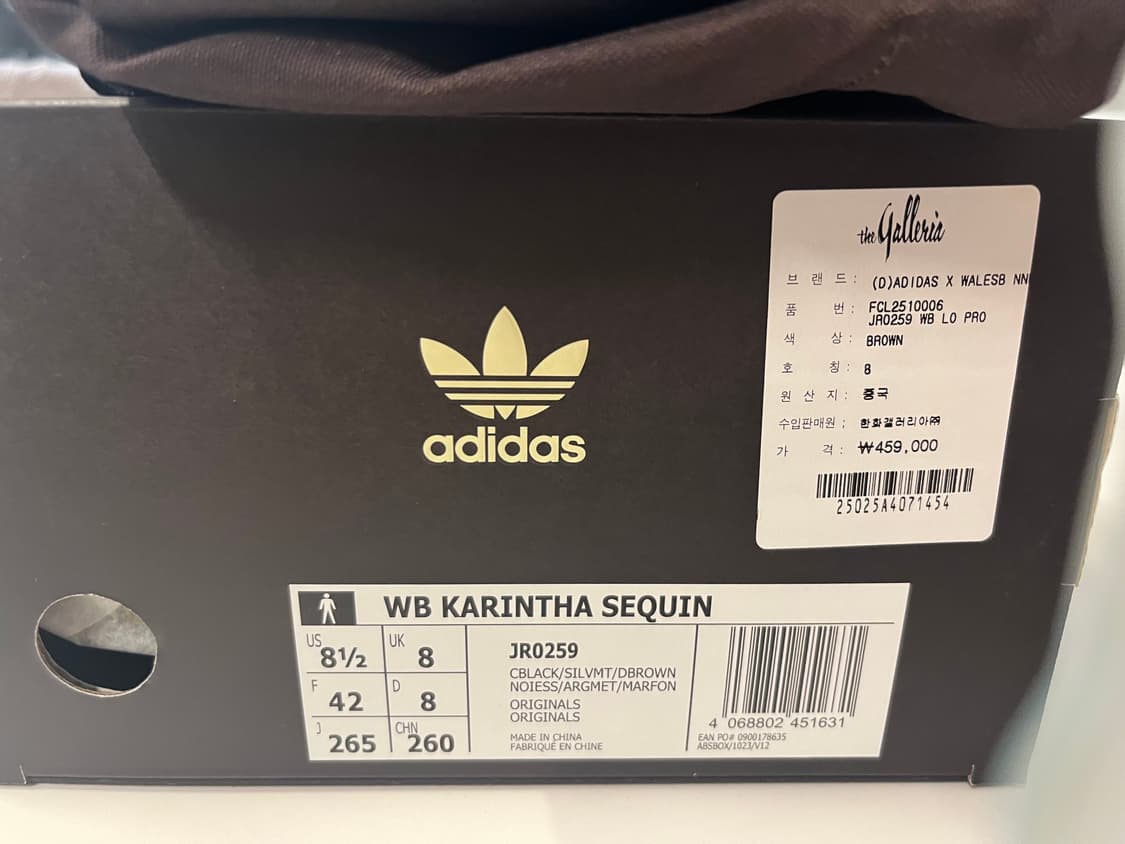 adidas
the Galleria
브 랜 드 : (D)ADIDAS X WALESB NN
품 번 : FCL2510006
JR0259 WB LO PRO
색 상 : BROWN
호 칭 : 8
원 산 지 : 중국
수입판매원 ; 한화갤러리아㈜
가 격 : ₩459,000
25025A4071454
WB KARINTHA SEQUIN
US 8½ UK 8
F 42 D 8
J 265 CHN 260
JR0259
CBLACK/SILVMT/DBROWN
NOIESS/ARGMET/MARFON
ORIGINALS
ORIGINALS
MADE IN CHINA
FABRIQUÉ EN CHINE
4 068802 451631
EAN PO# 0900178635
ABSBOX/1023/V12